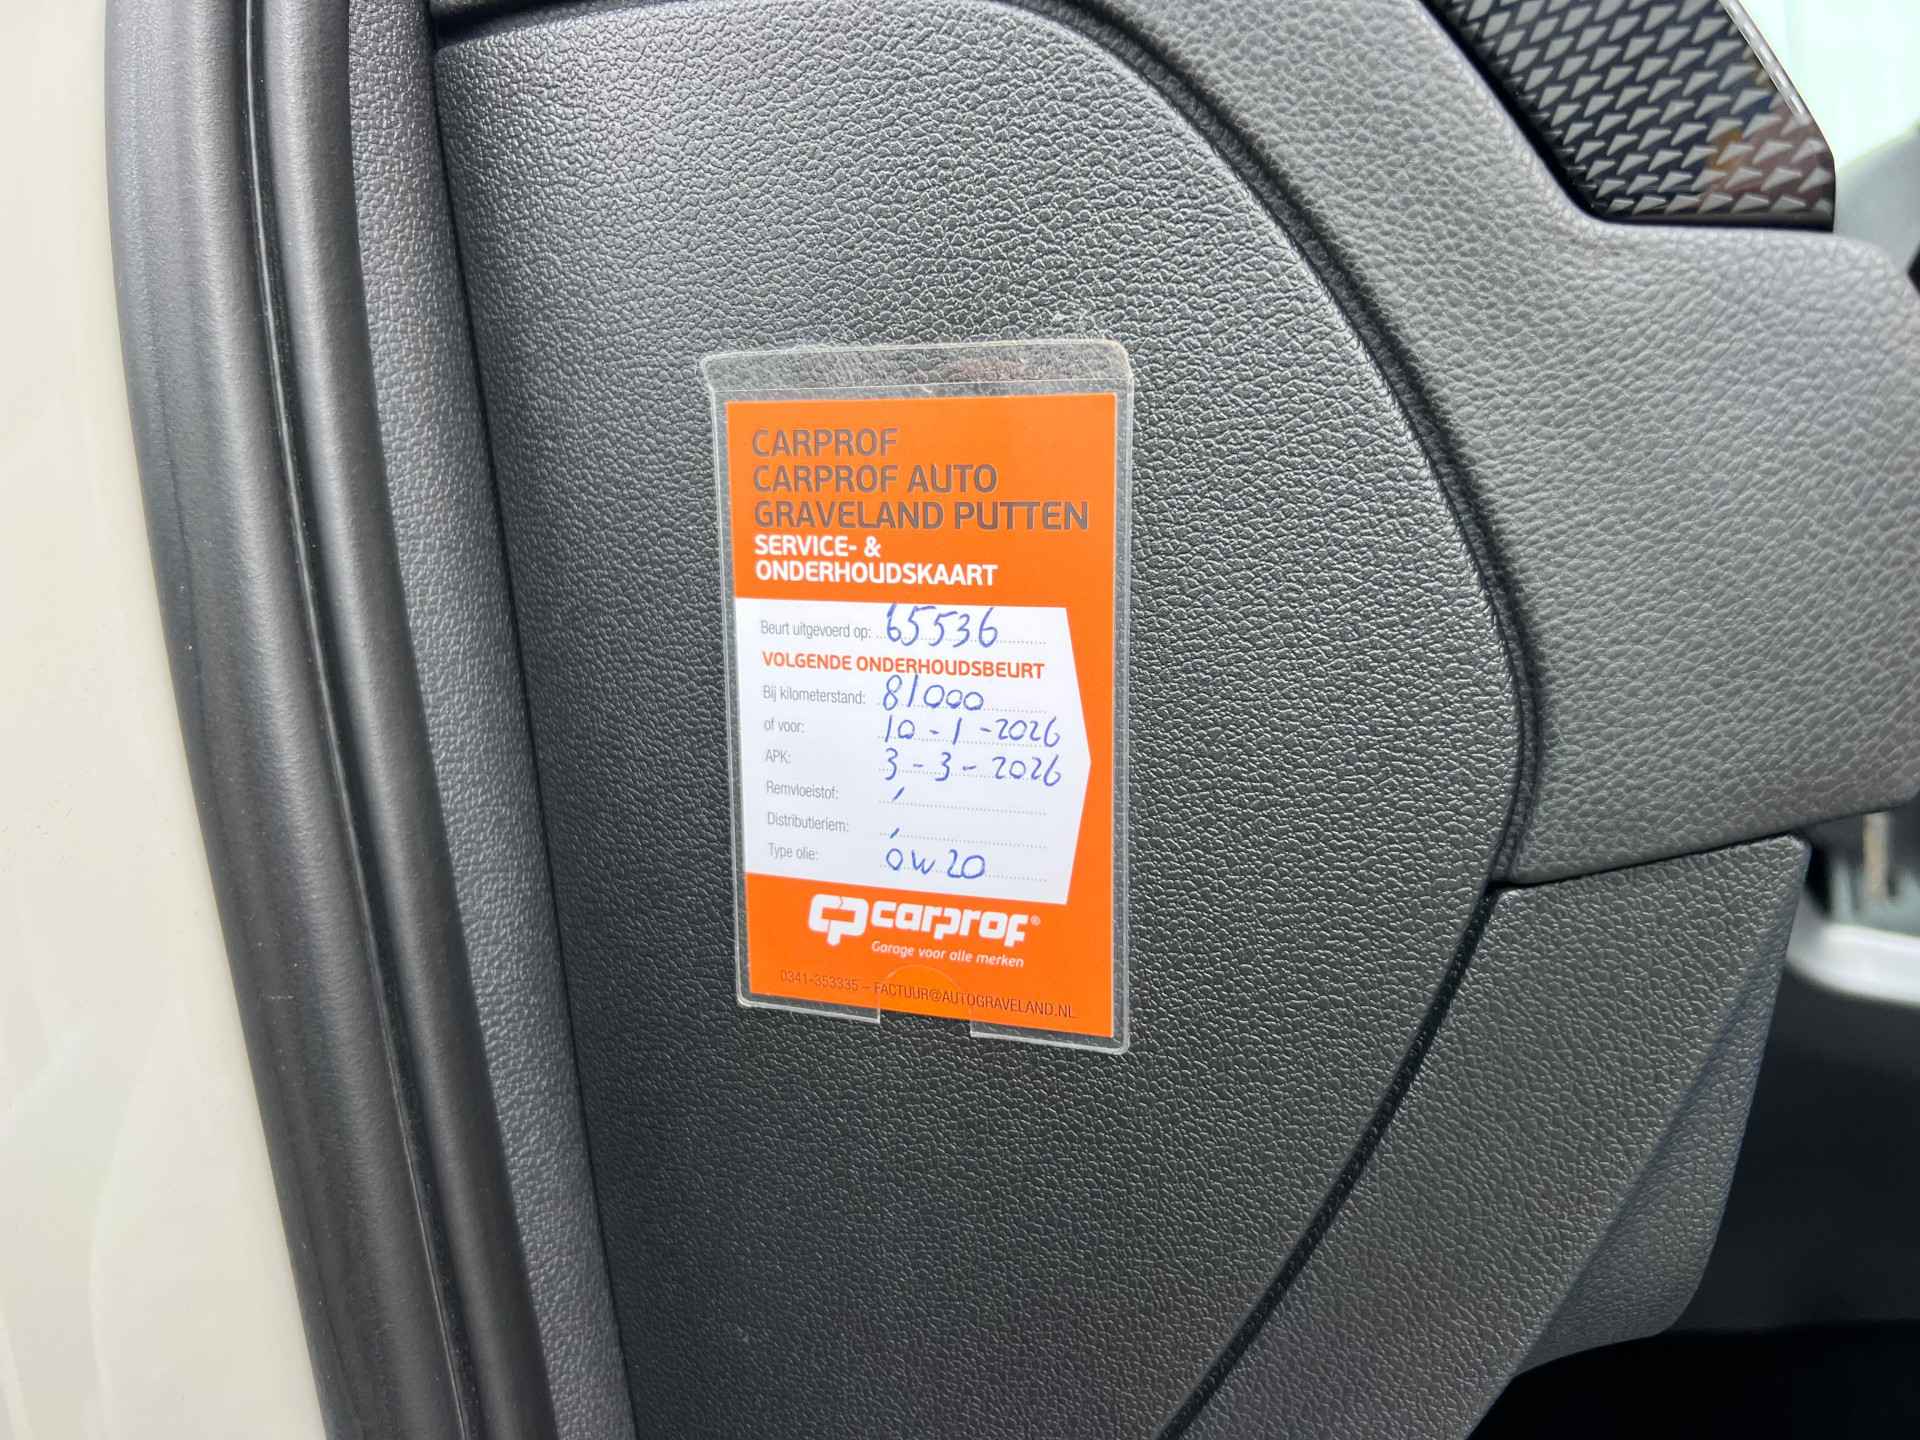 CARPROF
CARPROF AUTO
GRAVELAND PUTTEN
SERVICE- &
ONDERHOUDSKAART
Beurt uitgevoerd op: 65536
VOLGENDE ONDERHOUDSBEURT
Bij kilometerstand: 81000
of voor: 10-1-2026
APK: 3-3-2026
Remvloeistof:
Distributieriem:
Type olie: 0W20
cp carprof®
Garage voor alle merken
0341-353335 – FACTUUR@AUTOGRAVELAND.NL